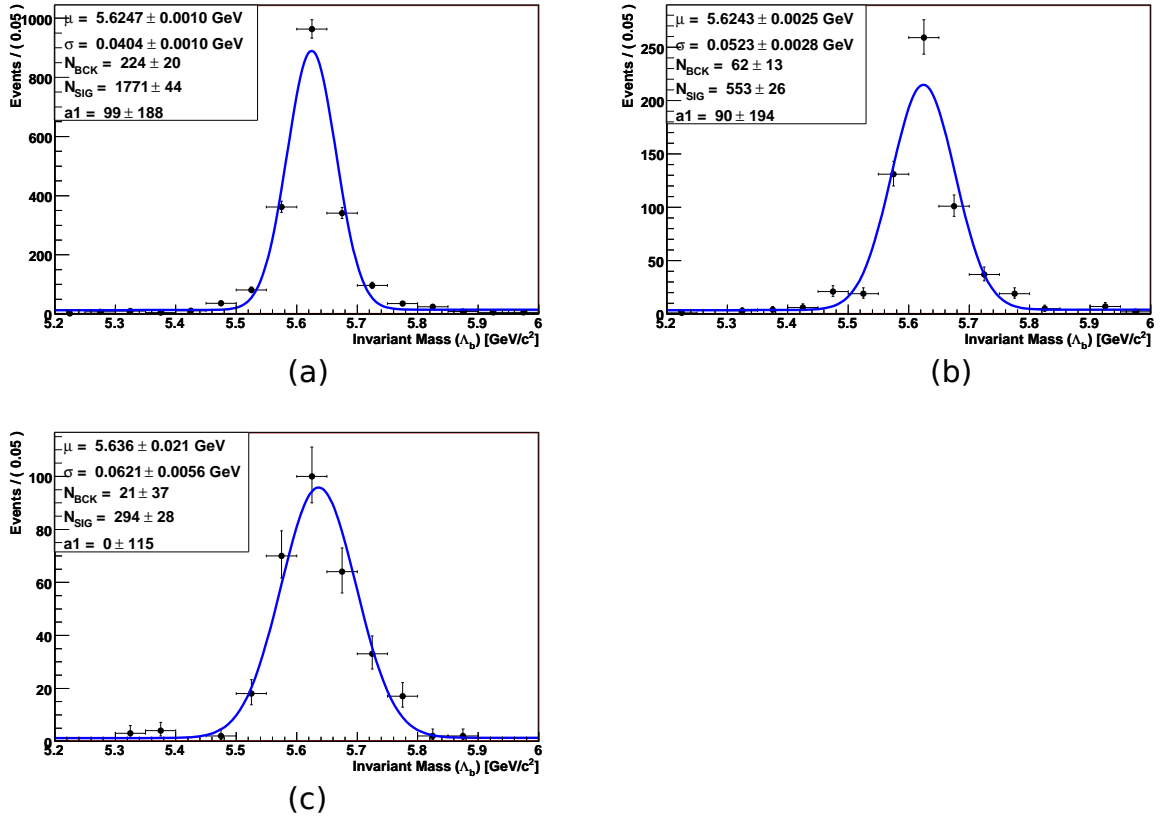 μ = 5.6247 ± 0.0010 GeV
σ = 0.0404 ± 0.0010 GeV
N_BCK = 224 ± 20
N_SIG = 1771 ± 44
a1 = 99 ± 188
Events / ( 0.05 )
1000
800
600
400
200
0
5.2 5.3 5.4 5.5 5.6 5.7 5.8 5.9 6
Invariant Mass (Λ_b) [GeV/c²]
(a)
μ = 5.6243 ± 0.0025 GeV
σ = 0.0523 ± 0.0028 GeV
N_BCK = 62 ± 13
N_SIG = 553 ± 26
a1 = 90 ± 194
Events / ( 0.05 )
250
200
150
100
50
0
5.2 5.3 5.4 5.5 5.6 5.7 5.8 5.9 6
Invariant Mass (Λ_b) [GeV/c²]
(b)
μ = 5.636 ± 0.021 GeV
σ = 0.0621 ± 0.0056 GeV
N_BCK = 21 ± 37
N_SIG = 294 ± 28
a1 = 0 ± 115
Events / ( 0.05 )
100
80
60
40
20
0
5.2 5.3 5.4 5.5 5.6 5.7 5.8 5.9 6
Invariant Mass (Λ_b) [GeV/c²]
(c)